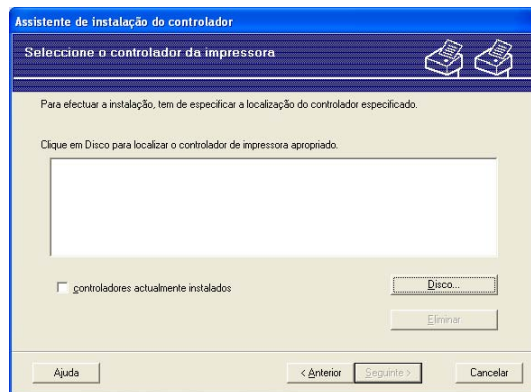 Assistente de instalação do controlador
Seleccione o controlador da impressora
Para efectuar a instalação, tem de especificar a localização do controlador especificado.
Clique em Disco para localizar o controlador de impressora apropriado.
controladores actualmente instalados
Disco...
Eliminar
Ajuda
< Anterior
Seguinte >
Cancelar